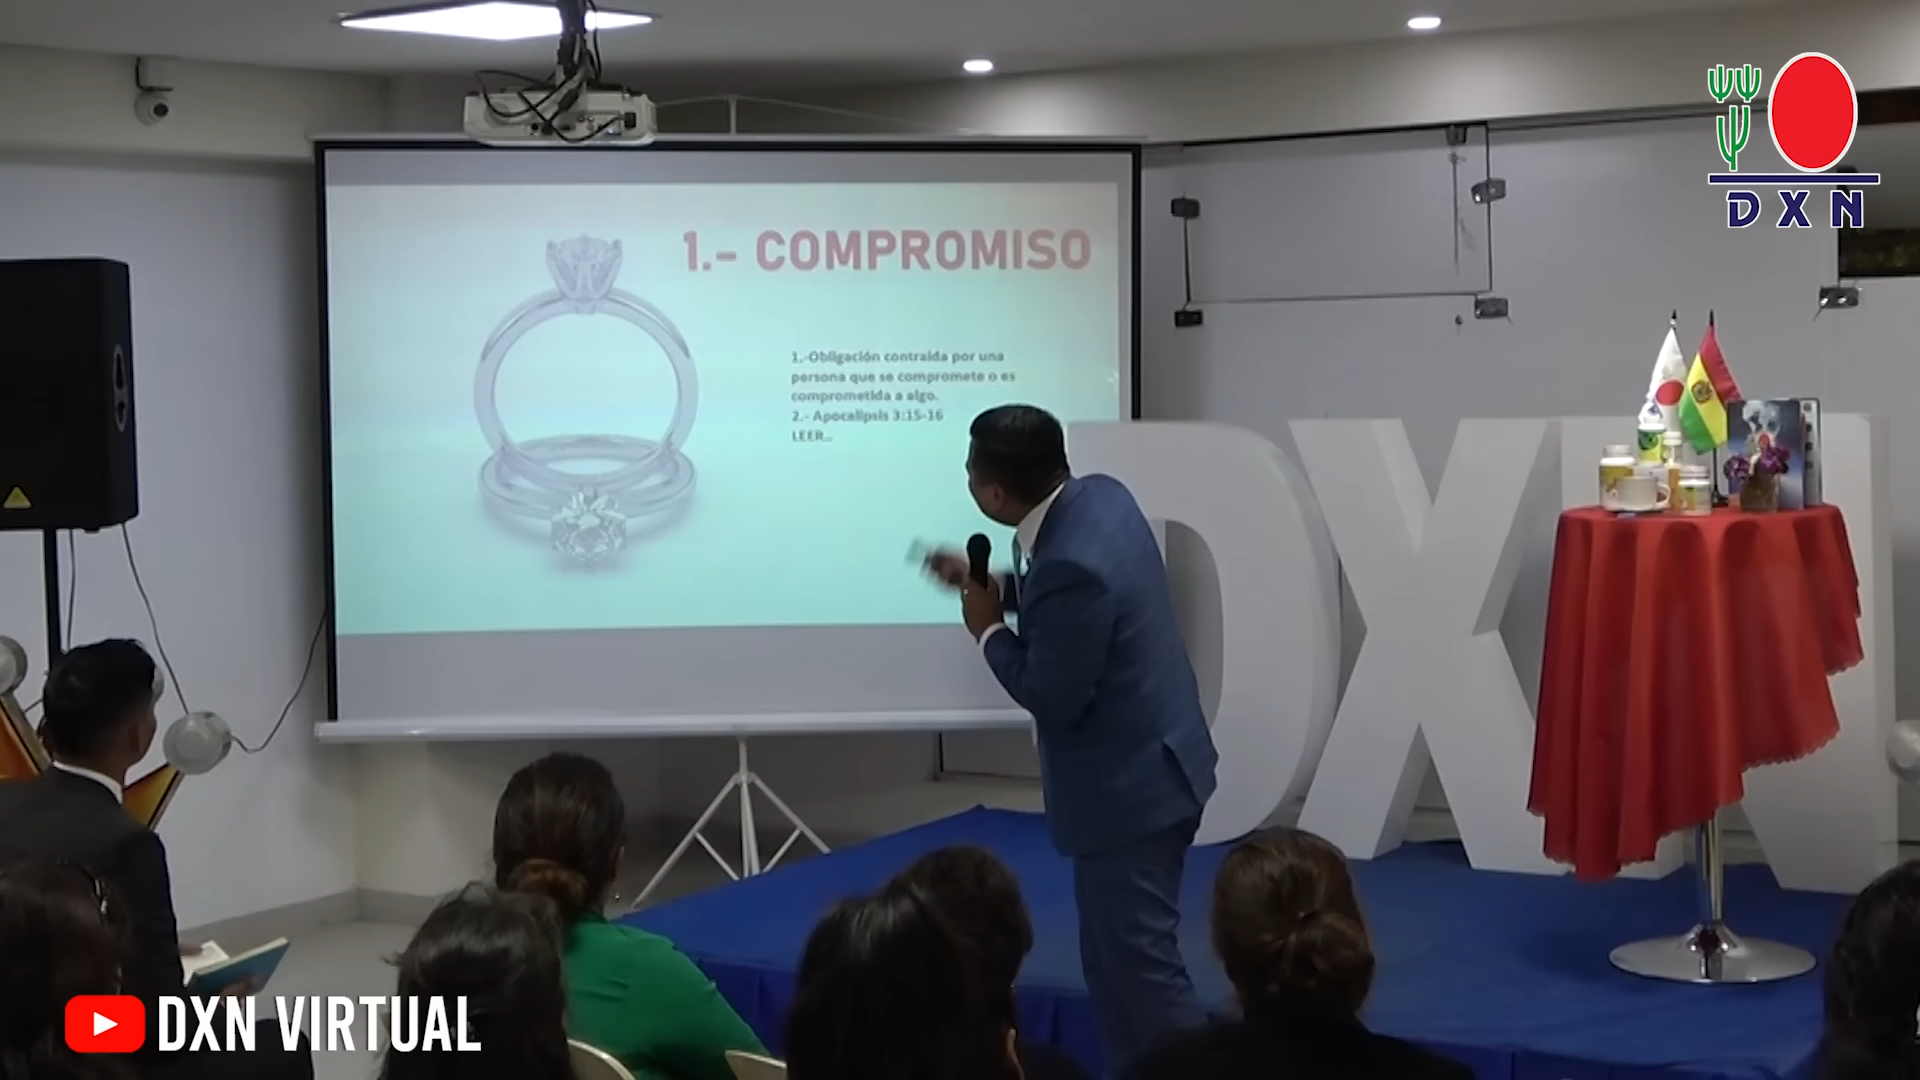 DXN
1.- COMPROMISO
1.-Obligación contraída por una
persona que se compromete o es
comprometida a algo.
2.- Apocalipsis 3:15-16
LEER..
DXN
DXN VIRTUAL